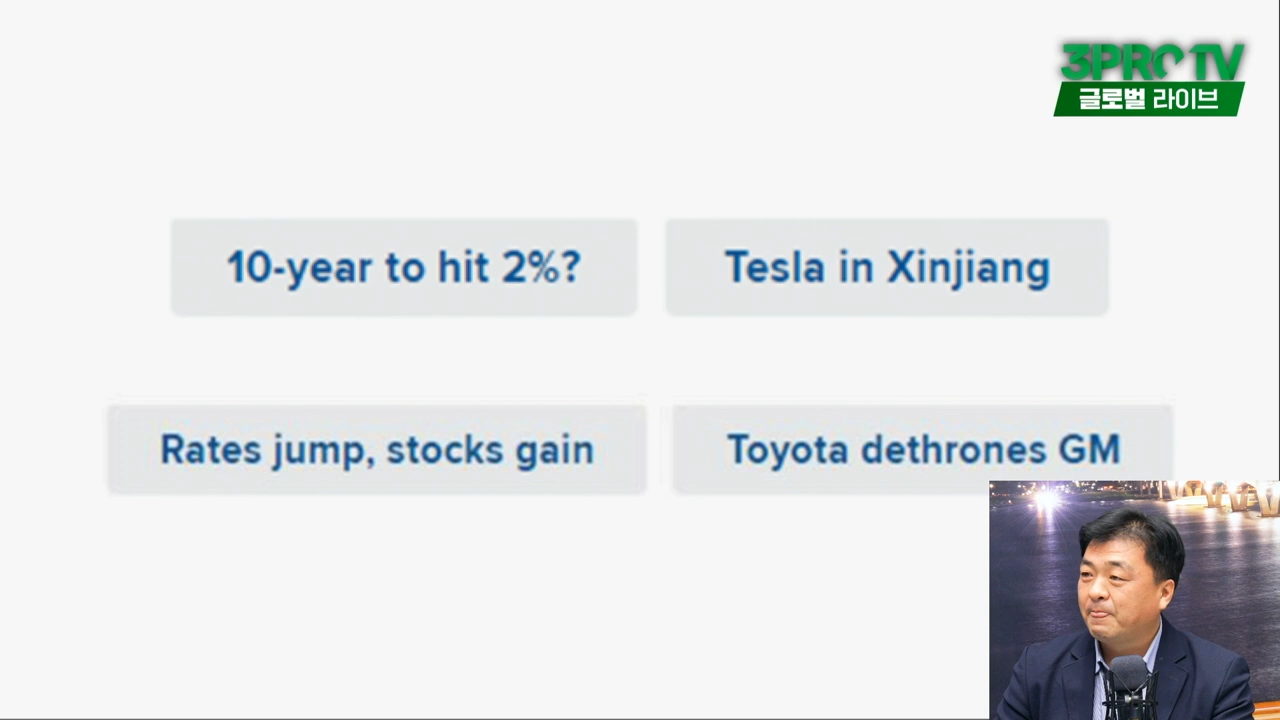 3PRO TV
글로벌 라이브
10-year to hit 2%?
Tesla in Xinjiang
Rates jump, stocks gain
Toyota dethrones GM